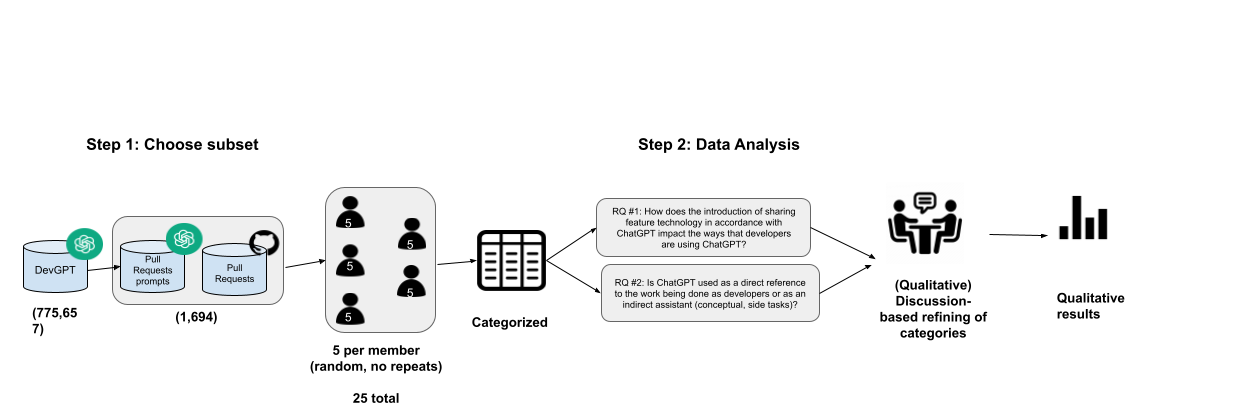 Step 1: Choose subset
Step 2: Data Analysis
DevGPT
(775,65
7)
Pull
Requests
prompts
Pull
Requests
(1,694)
5
5
5
5
5
5 per member
(random, no repeats)
25 total
Categorized
RQ #1: How does the introduction of sharing
feature technology in accordance with
ChatGPT impact the ways that developers
are using ChatGPT?
RQ #2: Is ChatGPT used as a direct reference
to the work being done as developers or as an
indirect assistant (conceptual, side tasks)?
(Qualitative)
Discussion-
based refining of
categories
Qualitative
results